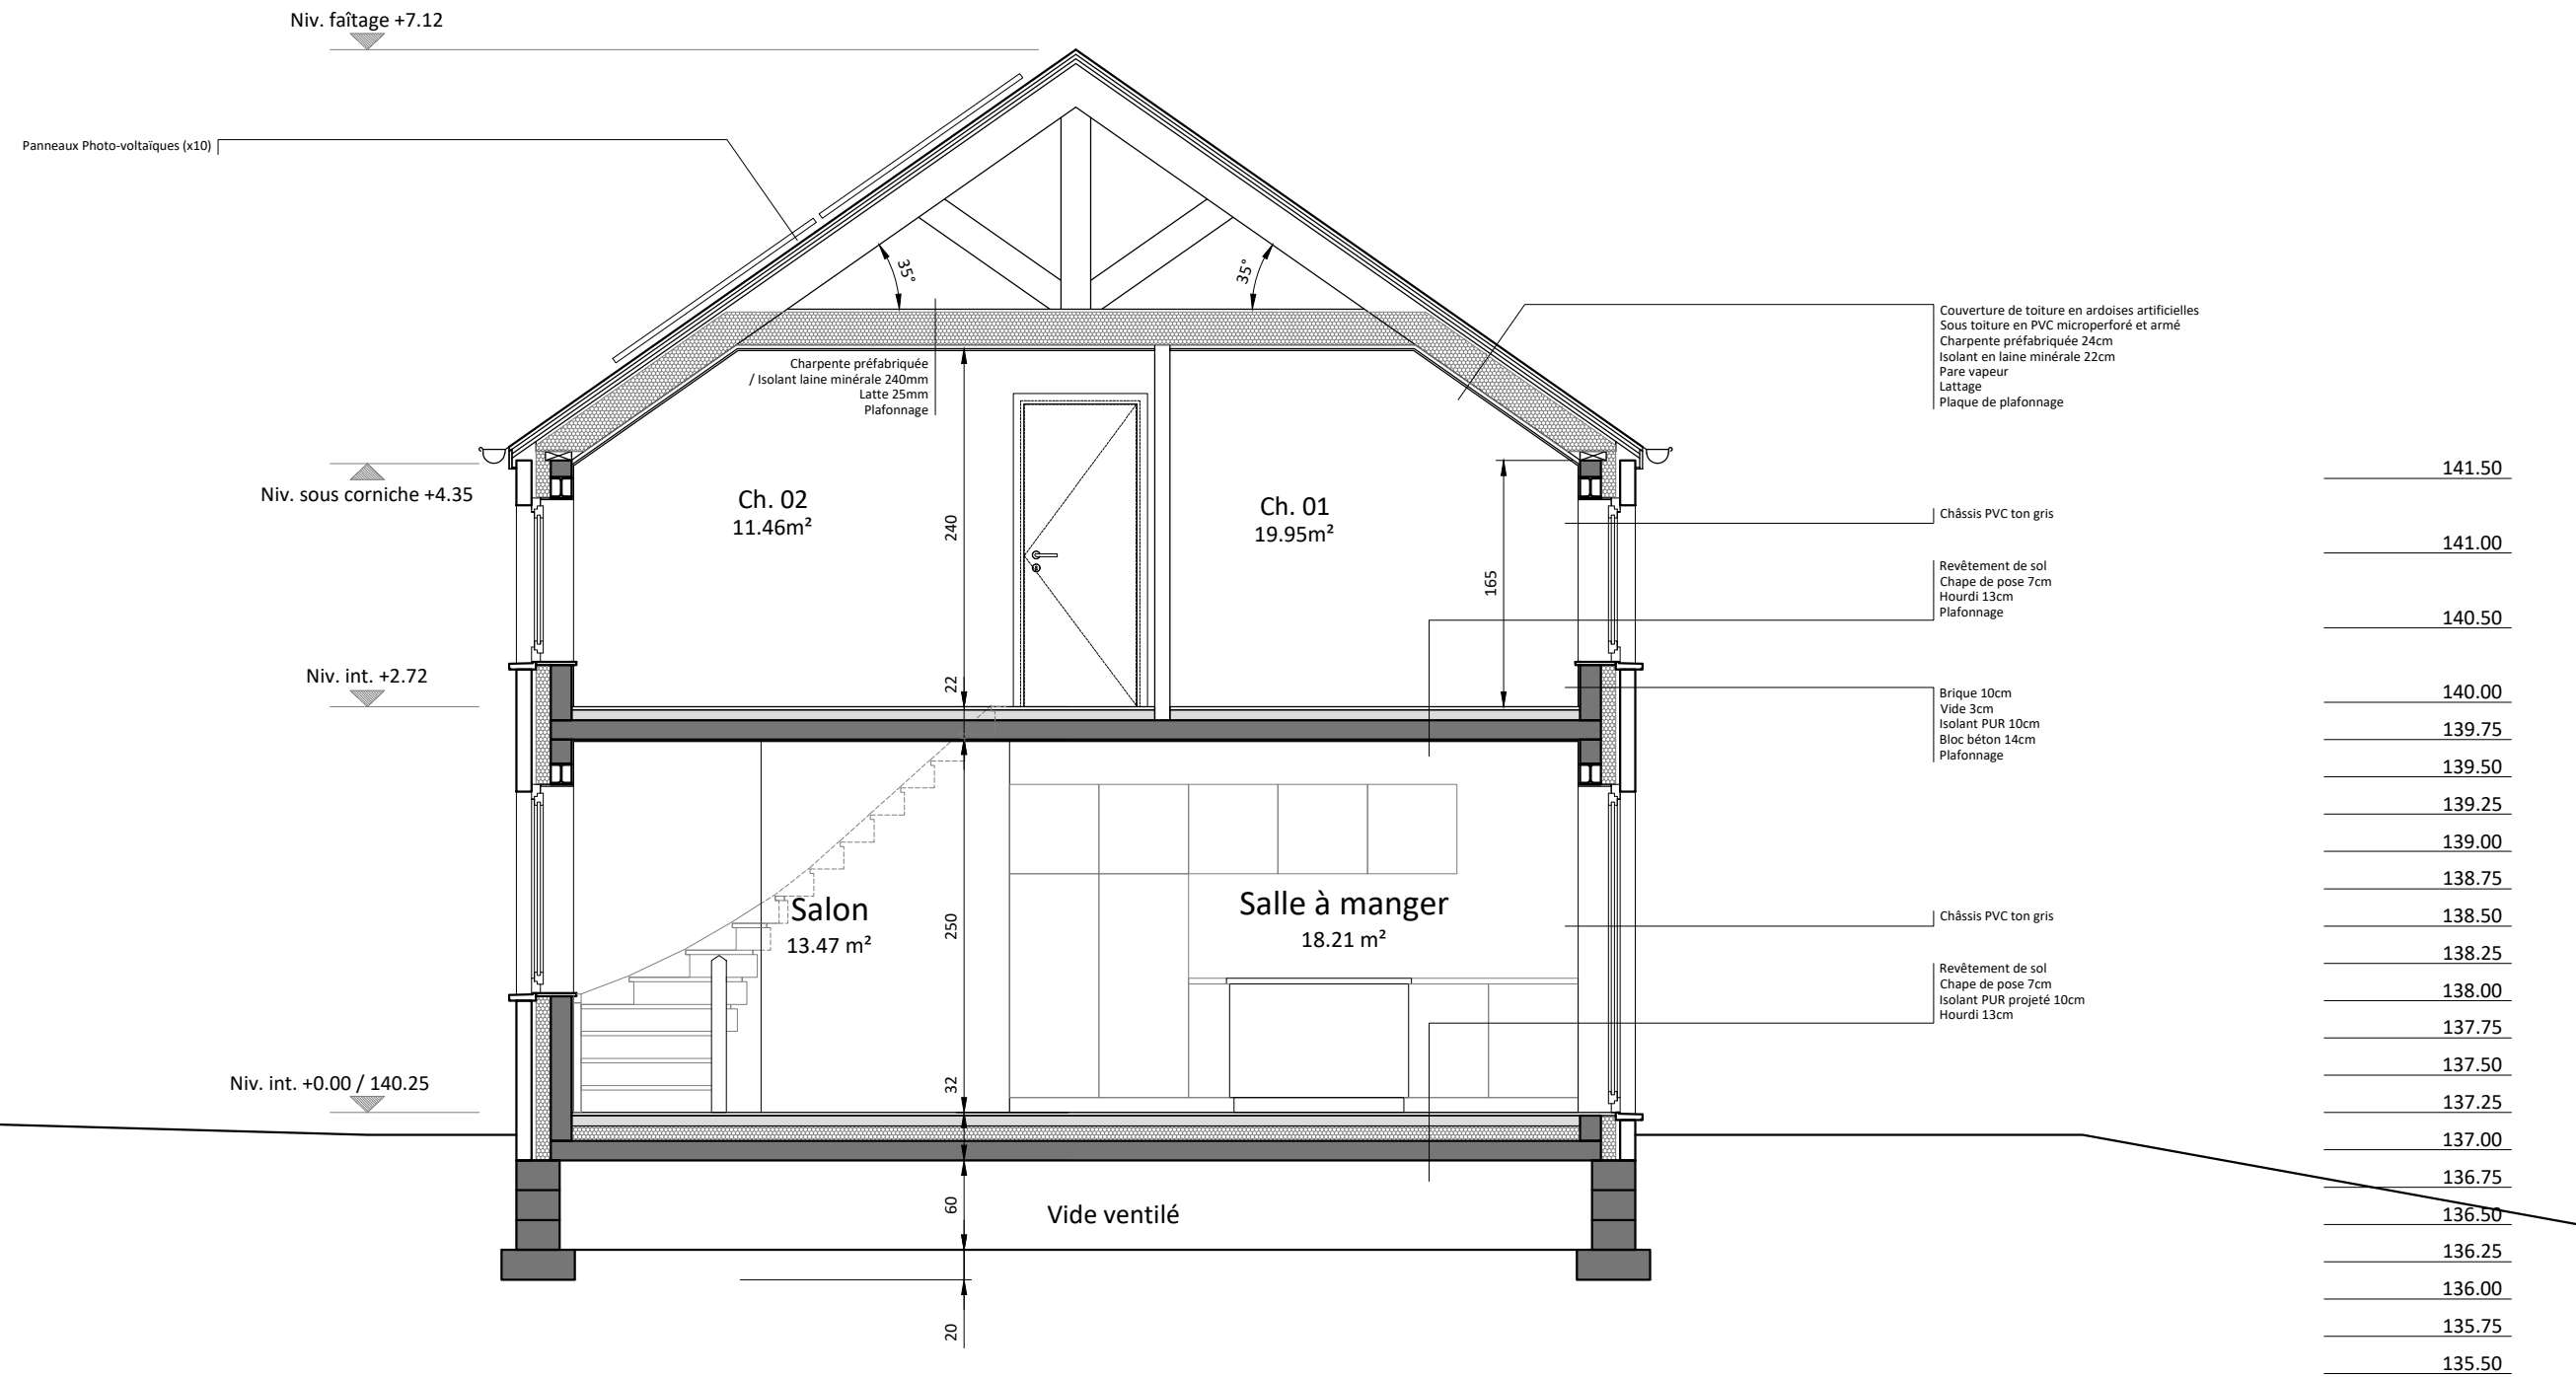 Niv. faîtage +7.12
Panneaux Photo-voltaïques (x10)
35°
35°
Charpente préfabriquée
/ Isolant laine minérale 240mm
Latte 25mm
Plafonnage
Couverture de toiture en ardoises artificielles
Sous toiture en PVC microperforé et armé
Charpente préfabriquée 24cm
Isolant en laine minérale 22cm
Pare vapeur
Lattage
Plaque de plafonnage
Niv. sous corniche +4.35
Ch. 02
11.46m²
240
Ch. 01
19.95m²
165
Châssis PVC ton gris
Revêtement de sol
Chape de pose 7cm
Hourdi 13cm
Plafonnage
Niv. int. +2.72
22
Brique 10cm
Vide 3cm
Isolant PUR 10cm
Bloc béton 14cm
Plafonnage
Salon
13.47 m²
250
Salle à manger
18.21 m²
Châssis PVC ton gris
Revêtement de sol
Chape de pose 7cm
Isolant PUR projeté 10cm
Hourdi 13cm
Niv. int. +0.00 / 140.25
32
60
Vide ventilé
20
141.50
141.00
140.50
140.00
139.75
139.50
139.25
139.00
138.75
138.50
138.25
138.00
137.75
137.50
137.25
137.00
136.75
136.50
136.25
136.00
135.75
135.50